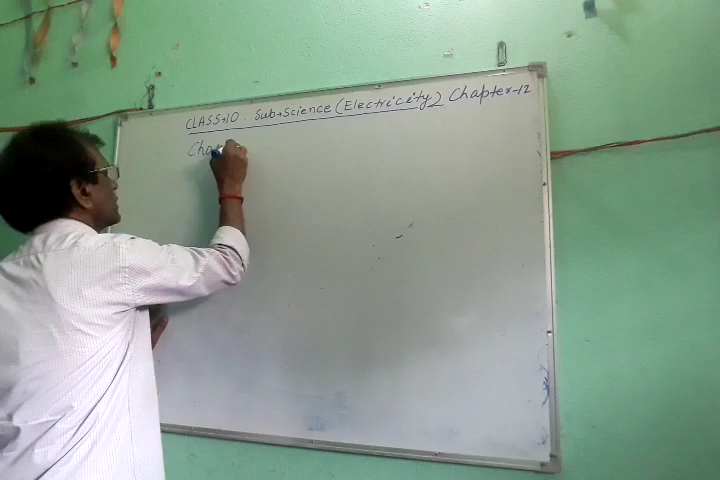 CLASS→10. Sub→Science (Electricity) Chapter-12
Cha